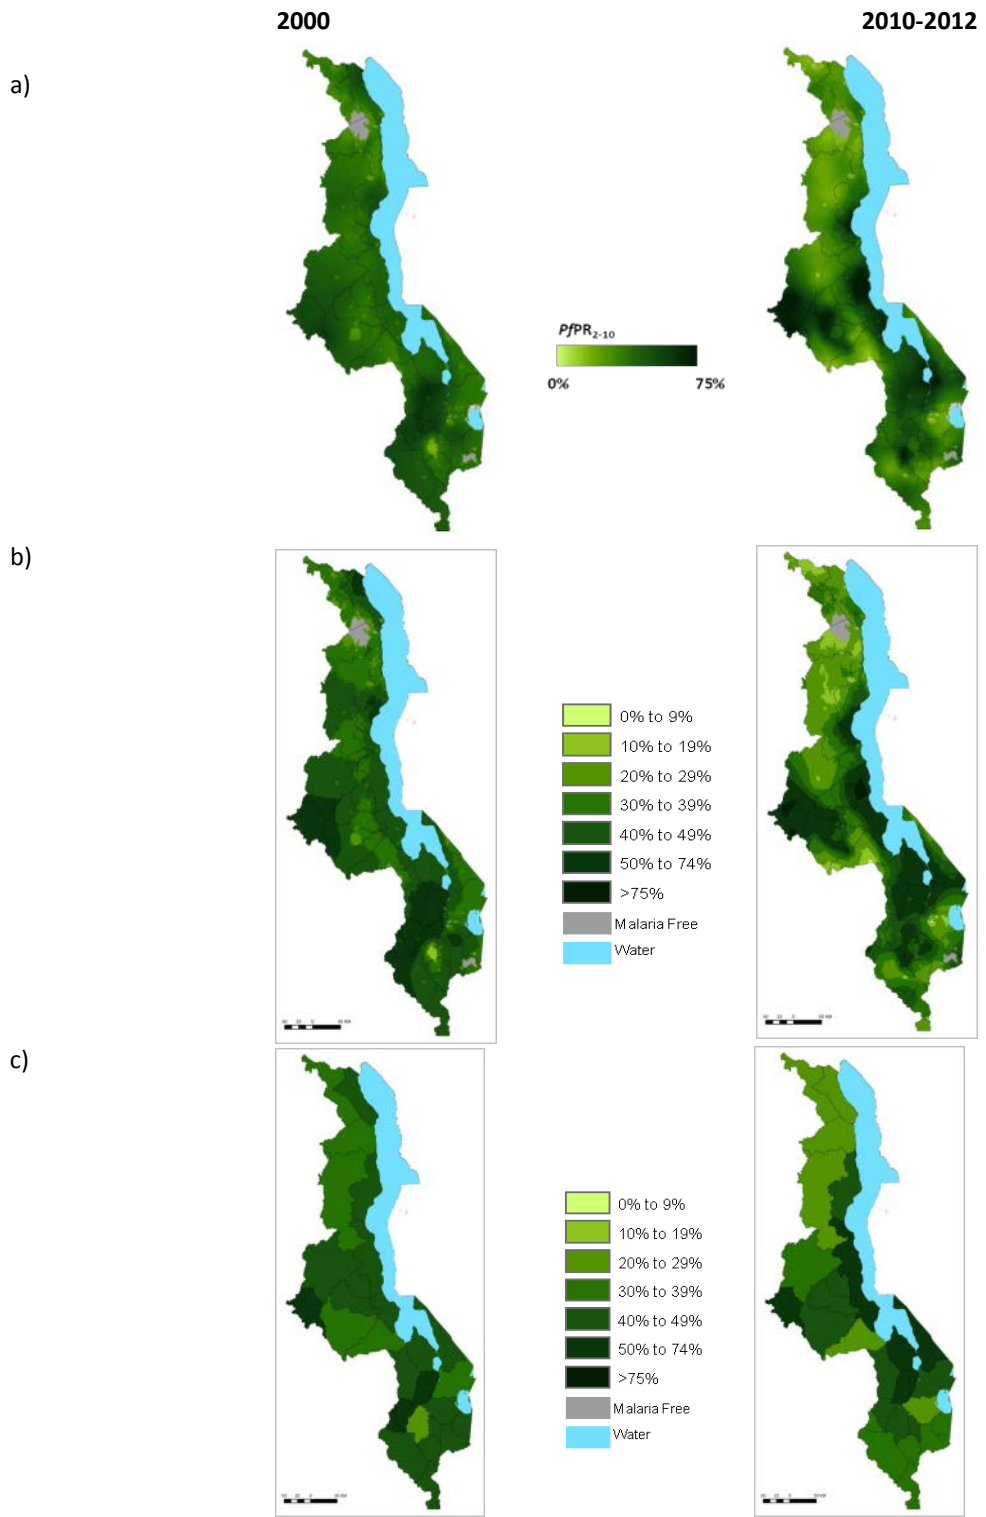 2000
2010-2012
a)
PfPR2-10
0%
75%
b)
0% to 9%
10% to 19%
20% to 29%
30% to 39%
40% to 49%
50% to 74%
>75%
Malaria Free
Water
c)
0% to 9%
10% to 19%
20% to 29%
30% to 39%
40% to 49%
50% to 74%
>75%
Malaria Free
Water